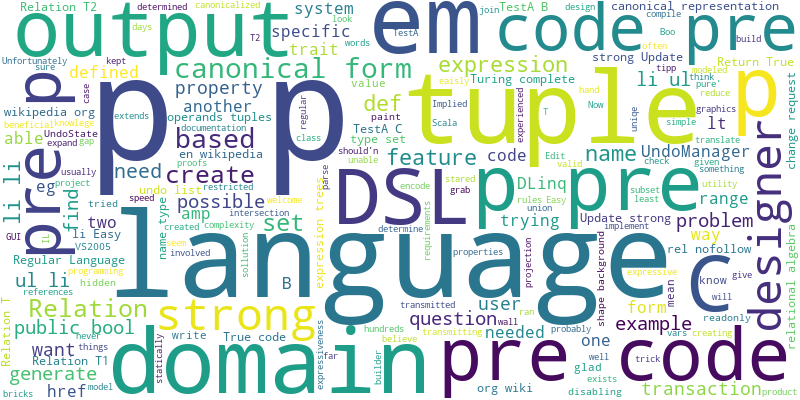 output
em
code pre
p p
tuple
language
domain
pre code
DSL
C
p pre
pre p
designer
strong
canonical form
Relation
expression
feature
create
based
property
another
operands tuples
en wikipedia
possible
set
def
trait
specific
system
defined
able
need
eg
find
two
li li
ul li
li ul
user
question
needed
example
transaction
problem
name
UndoManager
code
range
way
form
one
trying
DLinq
public bool
want
generate
href
Relation T1
Relation T2
Relation T
Regular Language
VS2005
True code
write
org wiki
readonly
know
mean
glad
B
amp
lt
type set
TestA B
TestA C
TestA
Turing complete
strong Update
Update strong
Return True
canonical representation
change request
relational algebra
rel nofollow
shape background
expression trees
name type
undo list
wikipedia org
UndoState
Unfortunately
determined
canonicalized
days
T2
words
look
often
kept
sure
case
beneficial
knowlege
extends
documentation
regular
class
value
paint
Implied
experienced
Scala
T
Now
Edit
valid
hand
reduce
graphics
think
modeled
pure'
tipp
simple
unique
translate
check
given
something
subset
least
rules Easy
stared
grab
restricted
unable
encode
utility
union
implement
properties
determine
requirements
parse
shouldn't
proofs
expand
gap
usually
project
tried
speed
intersection
welcome
created
complexity
involved
seem
GUI
IL
li Easy
programming
hidden
references
never
things
bricks
model
statically
transmitted
transmitting
hundreds
believe
ran
wall
probably
far
builder
expressiveness
projection
disabling
exists
well
trick
vars
creating
product
expressive
will
give
join
design
compile
Boo
build
eaisly